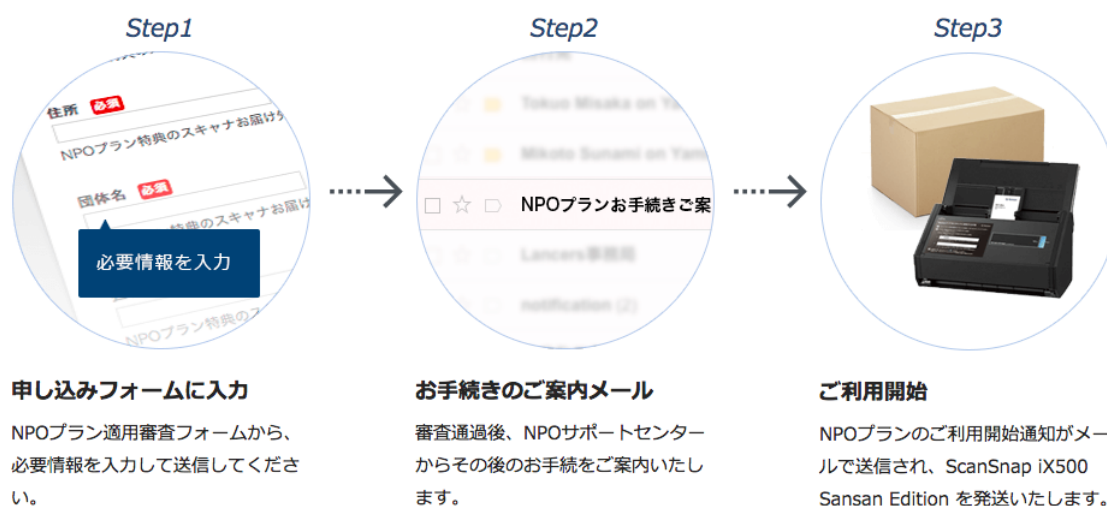 Step1
Step2
Step3
住所 必須
NPOプラン特典のスキャナお届け
団体名 必須
特典のスキャナお届け
必要情報を入力
NPOプラン特典の
Tokuo Misaka on
Mikoto Sunami on
NPOプランお手続きご案
Lancers事務局
notification (2)
申し込みフォームに入力
NPOプラン適用審査フォームから、
必要情報を入力して送信してくださ
い。
お手続きのご案内メール
審査通過後、NPOサポートセンター
からその後のお手続をご案内いたし
ます。
ご利用開始
NPOプランのご利用開始通知がメー
ルで送信され、ScanSnap iX500
Sansan Edition を発送いたします。